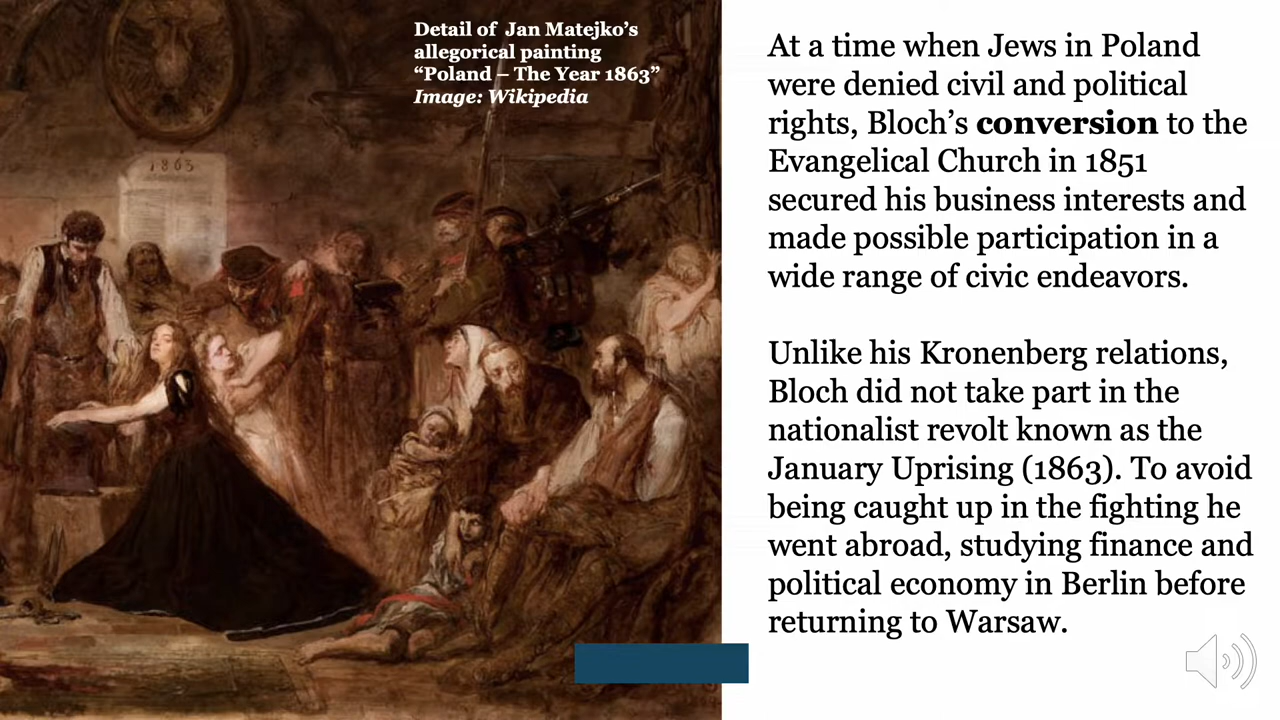 Detail of Jan Matejko’s
allegorical painting
“Poland – The Year 1863”
Image: Wikipedia
1863
At a time when Jews in Poland
were denied civil and political
rights, Bloch’s conversion to the
Evangelical Church in 1851
secured his business interests and
made possible participation in a
wide range of civic endeavors.
Unlike his Kronenberg relations,
Bloch did not take part in the
nationalist revolt known as the
January Uprising (1863). To avoid
being caught up in the fighting he
went abroad, studying finance and
political economy in Berlin before
returning to Warsaw.